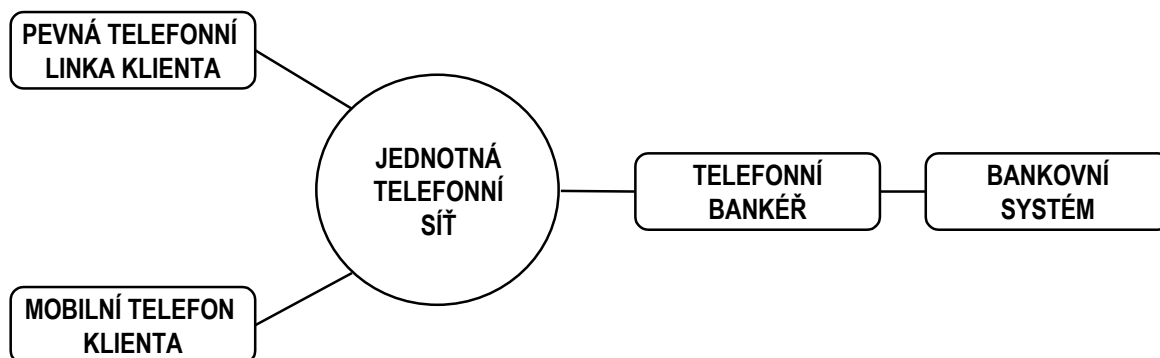 PEVNÁ TELEFONNÍ
LINKA KLIENTA
JEDNOTNÁ
TELEFONNÍ
SÍŤ
TELEFONNÍ
BANKÉŘ
BANKOVNÍ
SYSTÉM
MOBILNÍ TELEFON
KLIENTA